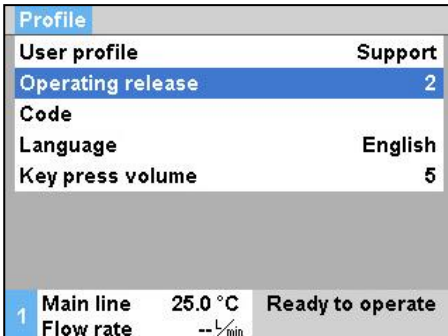 Profile
User profile Support
Operating release 2
Code
Language English
Key press volume 5
1 Main line 25.0 °C Ready to operate
Flow rate -- L/min